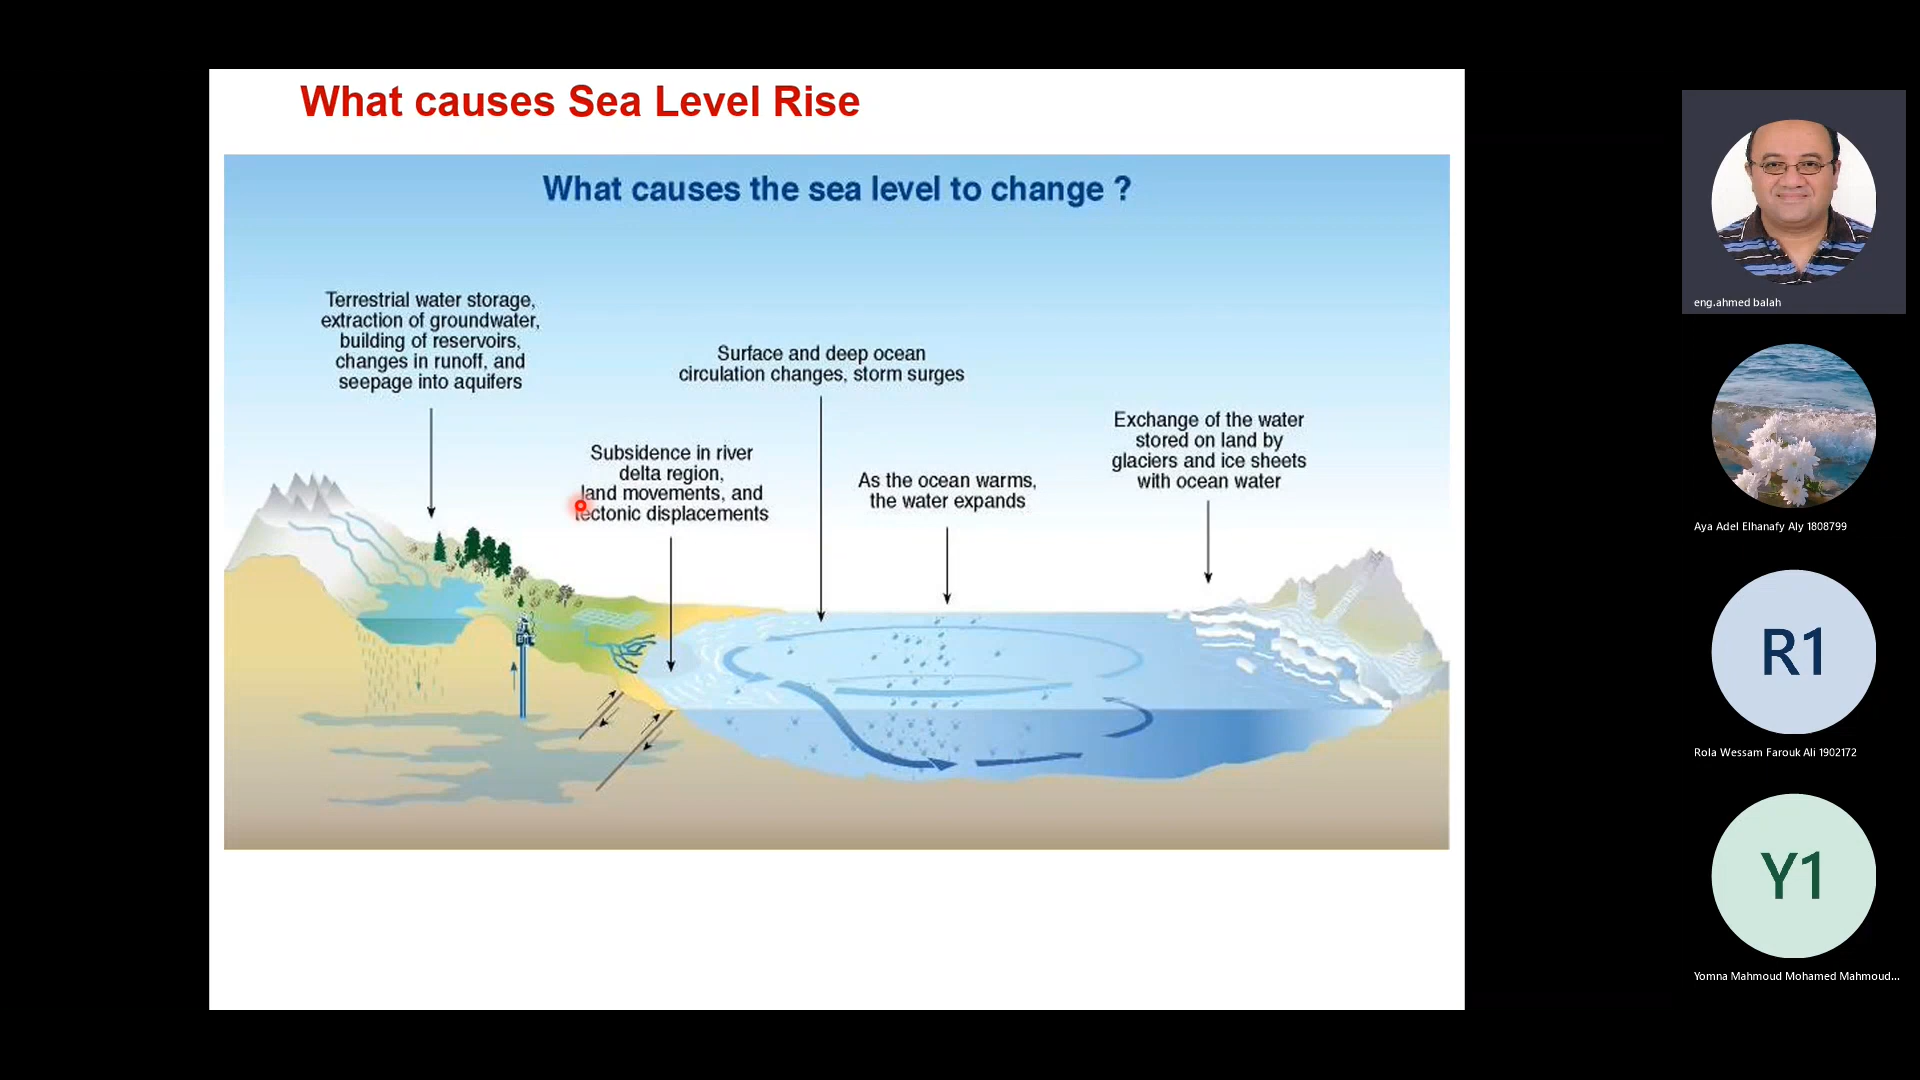 What causes Sea Level Rise
What causes the sea level to change ?
Terrestrial water storage,
extraction of groundwater,
building of reservoirs,
changes in runoff, and
seepage into aquifers
Surface and deep ocean
circulation changes, storm surges
Subsidence in river
delta region,
land movements, and
tectonic displacements
As the ocean warms,
the water expands
Exchange of the water
stored on land by
glaciers and ice sheets
with ocean water
eng.ahmed balah
Aya Adel Elhanafy Aly 1808799
R1
Rola Wessam Farouk Ali 1902172
Y1
Yomna Mahmoud Mohamed Mahmoud...